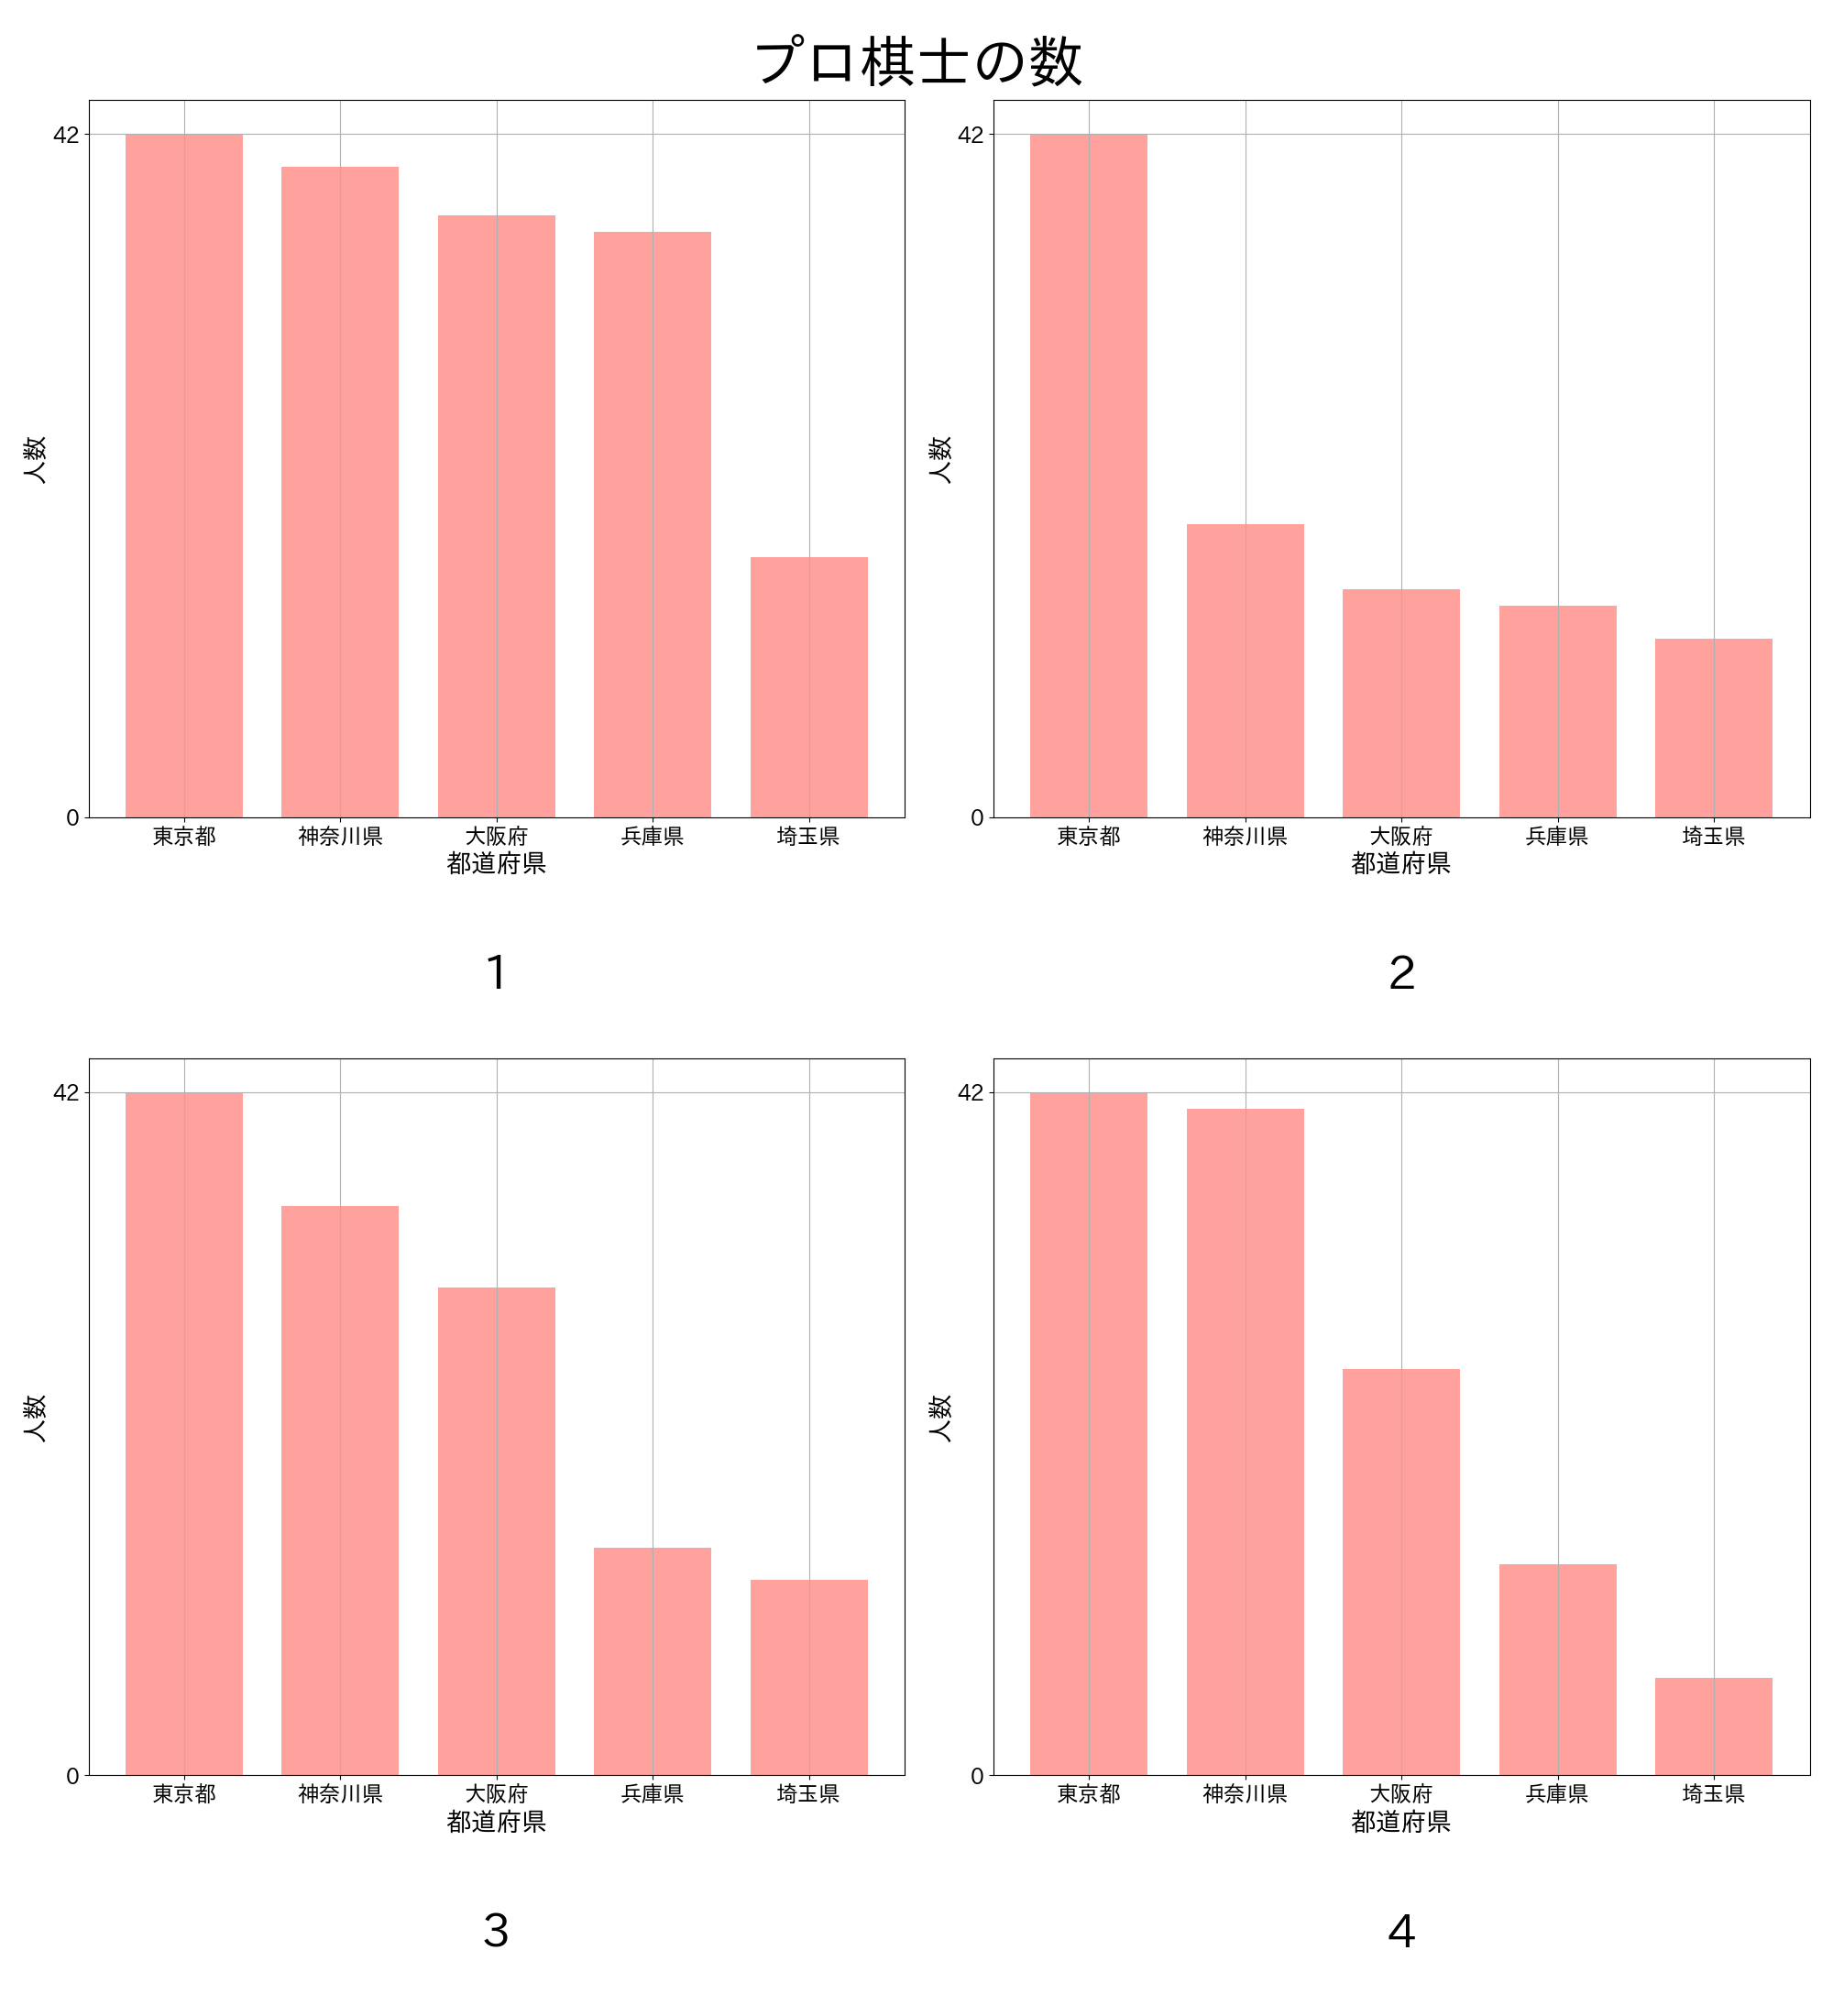 プロ棋士の数
42
0
人数
東京都 神奈川県 大阪府 兵庫県 埼玉県
都道府県
1
42
0
人数
東京都 神奈川県 大阪府 兵庫県 埼玉県
都道府県
2
42
0
人数
東京都 神奈川県 大阪府 兵庫県 埼玉県
都道府県
3
42
0
人数
東京都 神奈川県 大阪府 兵庫県 埼玉県
都道府県
4